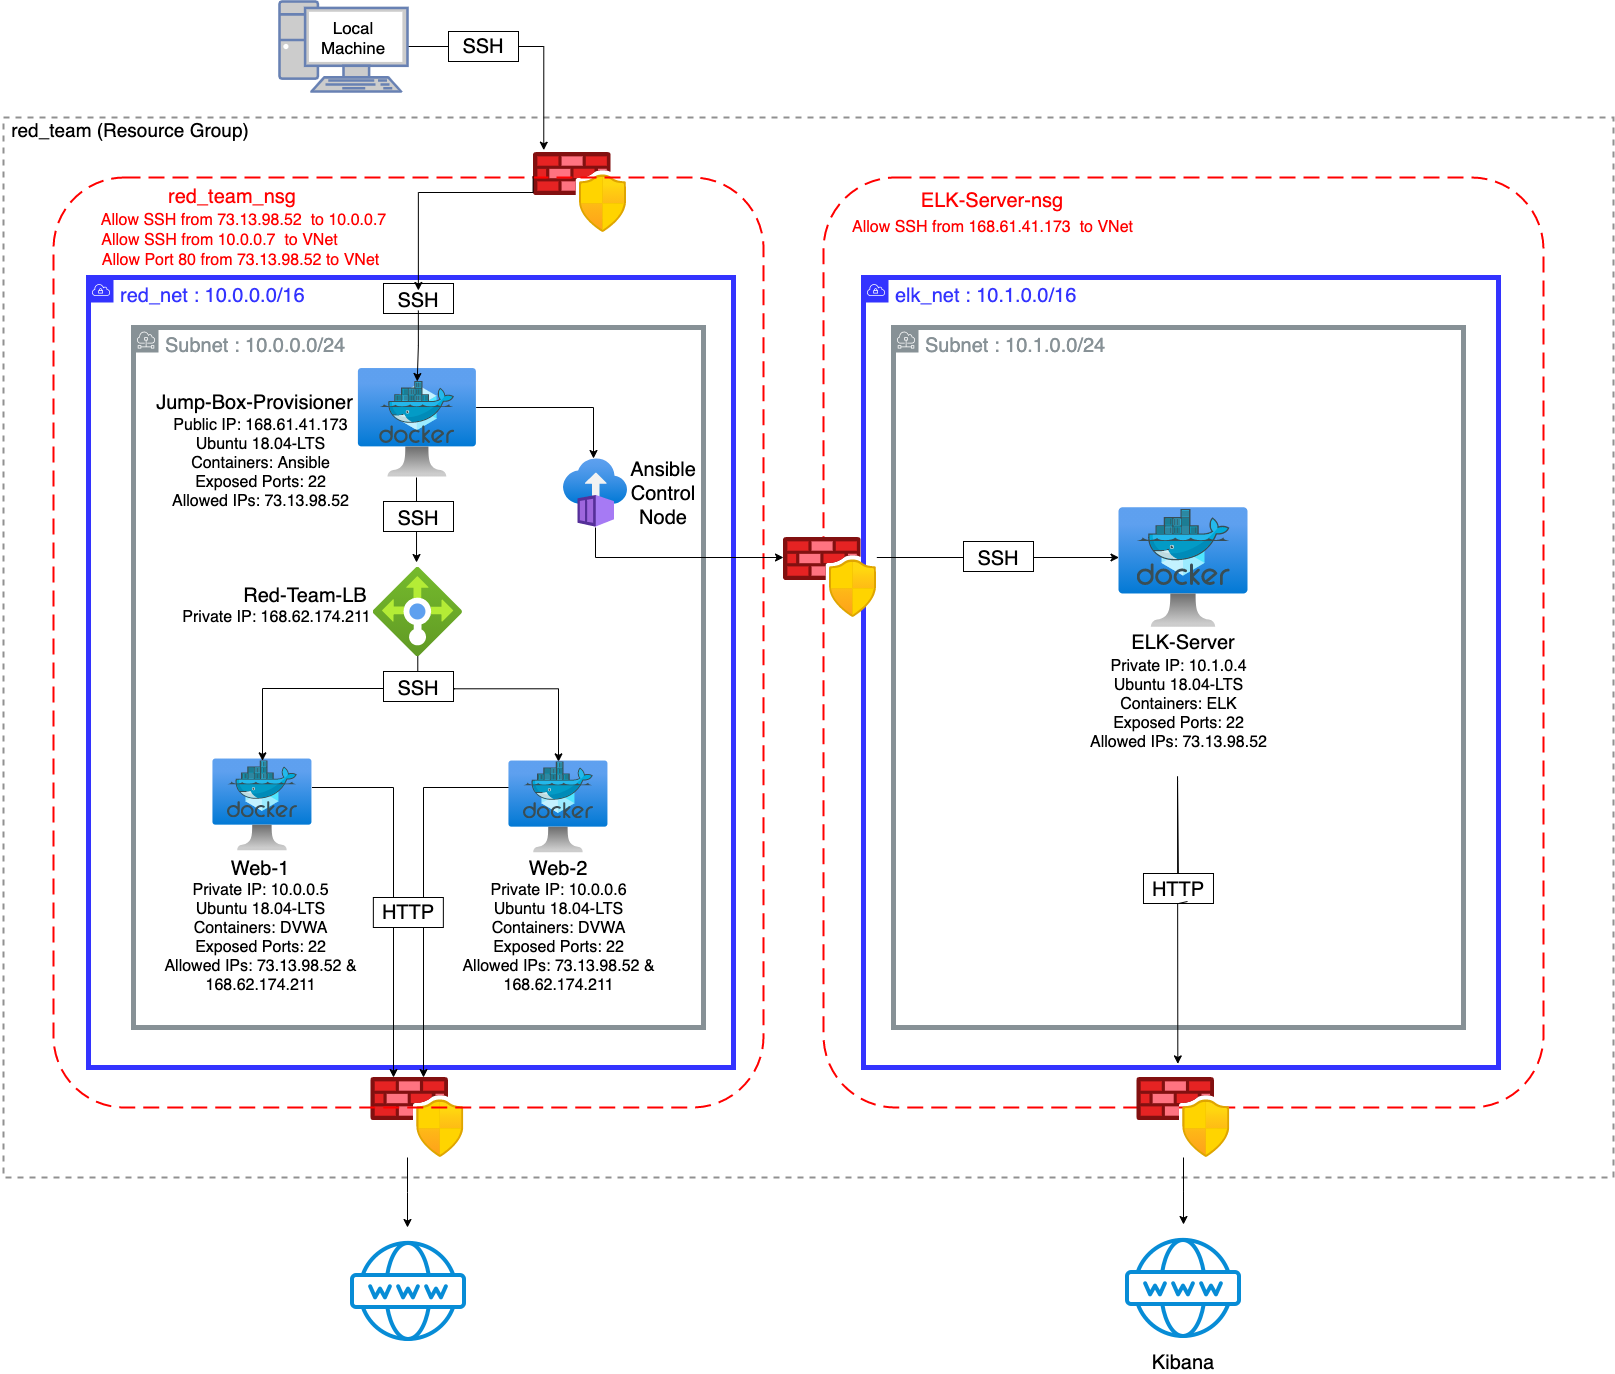 Local
Machine
SSH
red_team (Resource Group)
red_team_nsg
Allow SSH from 73.13.98.52 to 10.0.0.7
Allow SSH from 10.0.0.7 to VNet
Allow Port 80 from 73.13.98.52 to VNet
ELK-Server-nsg
Allow SSH from 168.61.41.173 to VNet
red_net : 10.0.0.0/16
SSH
elk_net : 10.1.0.0/16
Subnet : 10.0.0.0/24
Subnet : 10.1.0.0/24
Jump-Box-Provisioner
Public IP: 168.61.41.173
Ubuntu 18.04-LTS
Containers: Ansible
Exposed Ports: 22
Allowed IPs: 73.13.98.52
docker
Ansible
Control
Node
SSH
SSH
docker
Red-Team-LB
Private IP: 168.62.174.211
ELK-Server
Private IP: 10.1.0.4
Ubuntu 18.04-LTS
Containers: ELK
Exposed Ports: 22
Allowed IPs: 73.13.98.52
SSH
docker
docker
Web-1
Private IP: 10.0.0.5
Ubuntu 18.04-LTS
Containers: DVWA
Exposed Ports: 22
Allowed IPs: 73.13.98.52 &
168.62.174.211
HTTP
Web-2
Private IP: 10.0.0.6
Ubuntu 18.04-LTS
Containers: DVWA
Exposed Ports: 22
Allowed IPs: 73.13.98.52 &
168.62.174.211
HTTP
WWW
WWW
Kibana